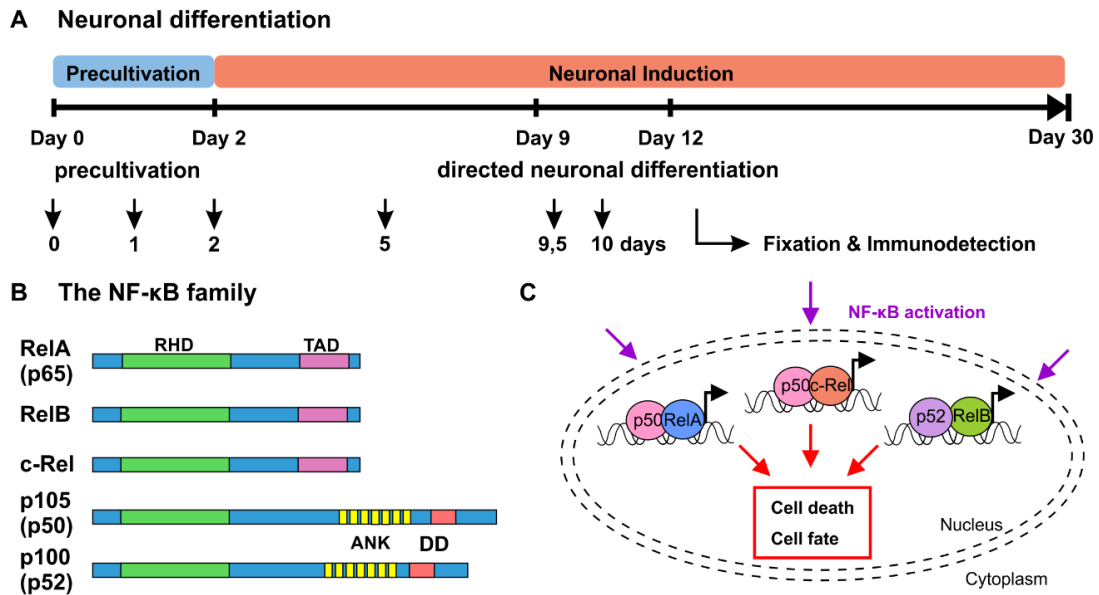 A Neuronal differentiation
Precultivation Neuronal Induction
Day 0 Day 2 Day 9 Day 12 Day 30
precultivation directed neuronal differentiation
0 1 2 5 9,5 10 days Fixation & Immunodetection
B The NF-κB family
RelA
(p65)
RHD TAD
RelB
c-Rel
p105
(p50)
ANK DD
p100
(p52)
C
NF-κB activation
p50 c-Rel
p50 RelA
p52 RelB
Cell death
Cell fate
Nucleus
Cytoplasm